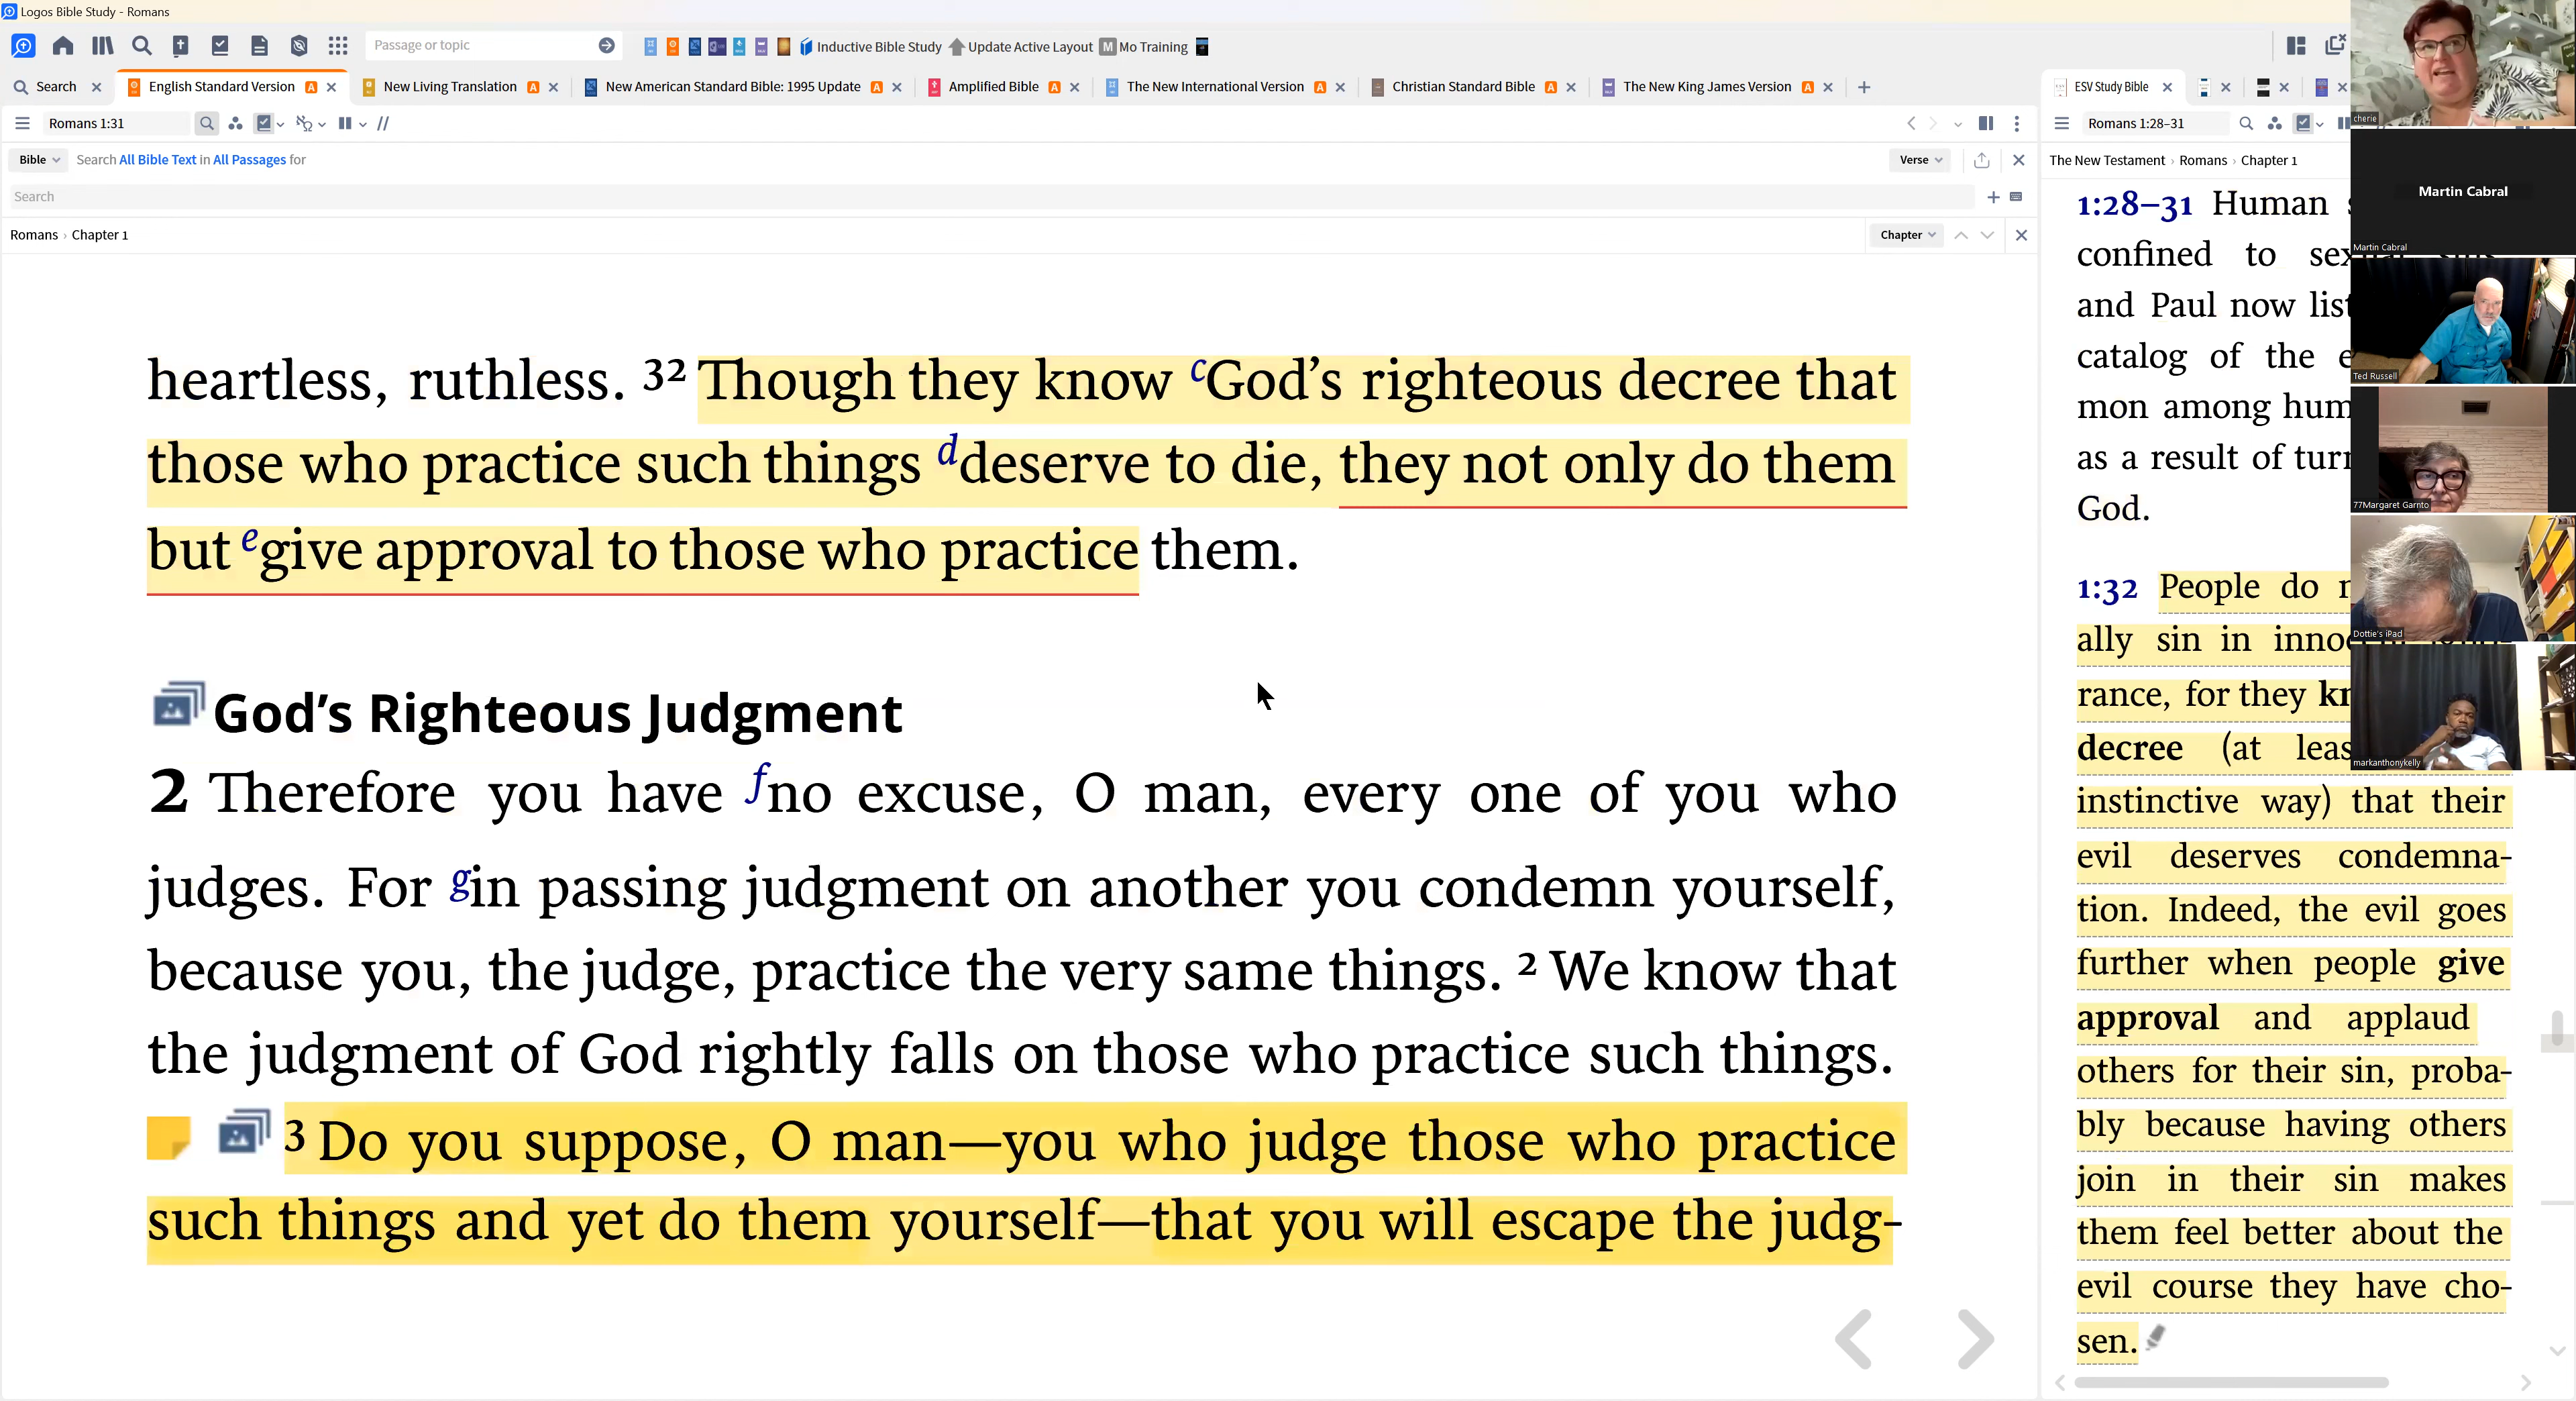 Logos Bible Study - Romans
Passage or topic
Inductive Bible Study
Update Active Layout
M Mo Training
Search
English Standard Version A
New Living Translation A
New American Standard Bible: 1995 Update A
Amplified Bible A
The New International Version A
Christian Standard Bible A
The New King James Version A
Romans 1:31
Bible
Search All Bible Text in All Passages for
Verse
Search
Romans › Chapter 1
Chapter
heartless, ruthless. 32 Though they know cGod’s righteous decree that
those who practice such things ddeserve to die, they not only do them
but egive approval to those who practice them.
God’s Righteous Judgment
2 Therefore you have fno excuse, O man, every one of you who
judges. For gin passing judgment on another you condemn yourself,
because you, the judge, practice the very same things. 2 We know that
the judgment of God rightly falls on those who practice such things.
3 Do you suppose, O man—you who judge those who practice
such things and yet do them yourself—that you will escape the judg-
ESV Study Bible
Romans 1:28–31
The New Testament › Romans › Chapter 1
1:28–31 Human
confined to
and Paul now
catalog of the
mon among
as a result of
God.
1:32 People do
ally sin in
rance, for they
decree (at
instinctive way) that their
evil deserves condemna-
tion. Indeed, the evil goes
further when people give
approval and applaud
others for their sin, proba-
bly because having others
join in their sin makes
them feel better about the
evil course they have cho-
sen.
cherie
Martin Cabral
Martin Cabral
Ted Russell
77Margaret Garnto
Dottie's iPad
markanthonykelly